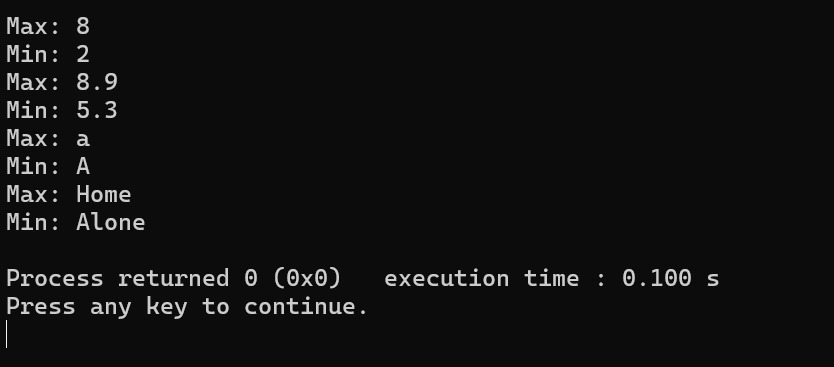 Max: 8
Min: 2
Max: 8.9
Min: 5.3
Max: a
Min: A
Max: Home
Min: Alone
Process returned 0 (0x0)   execution time : 0.100 s
Press any key to continue.